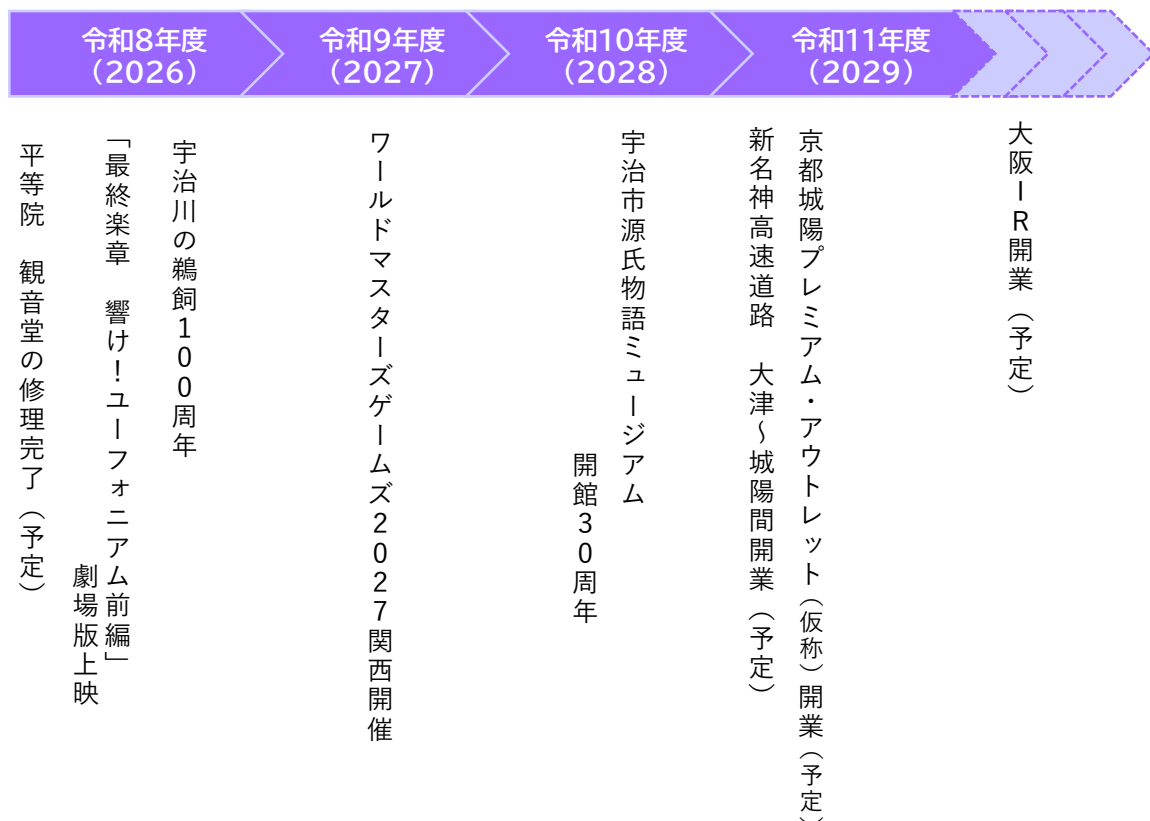 令和8年度
（2026）
令和9年度
（2027）
令和10年度
（2028）
令和11年度
（2029）
平等院　観音堂の修理完了（予定）
「最終楽章　響け！ユーフォニアム前編」
劇場版上映
宇治川の鵜飼100周年
ワールドマスターズゲームズ2027関西開催
宇治市源氏物語ミュージアム
開館30周年
新名神高速道路　大津～城陽間開業（予定）
京都城陽プレミアム・アウトレット（仮称）開業（予定）
大阪IR開業（予定）